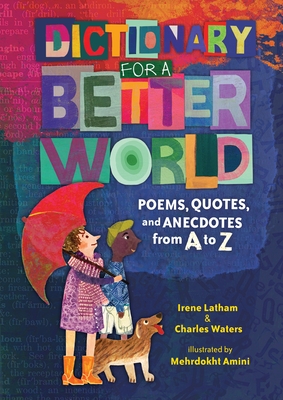 DICTIONARY
FOR A
BETTER
WORLD
POEMS, QUOTES,
and ANECDOTES
from A to Z
Irene Latham
&
Charles Waters
illustrated by
Mehrdokht Amini